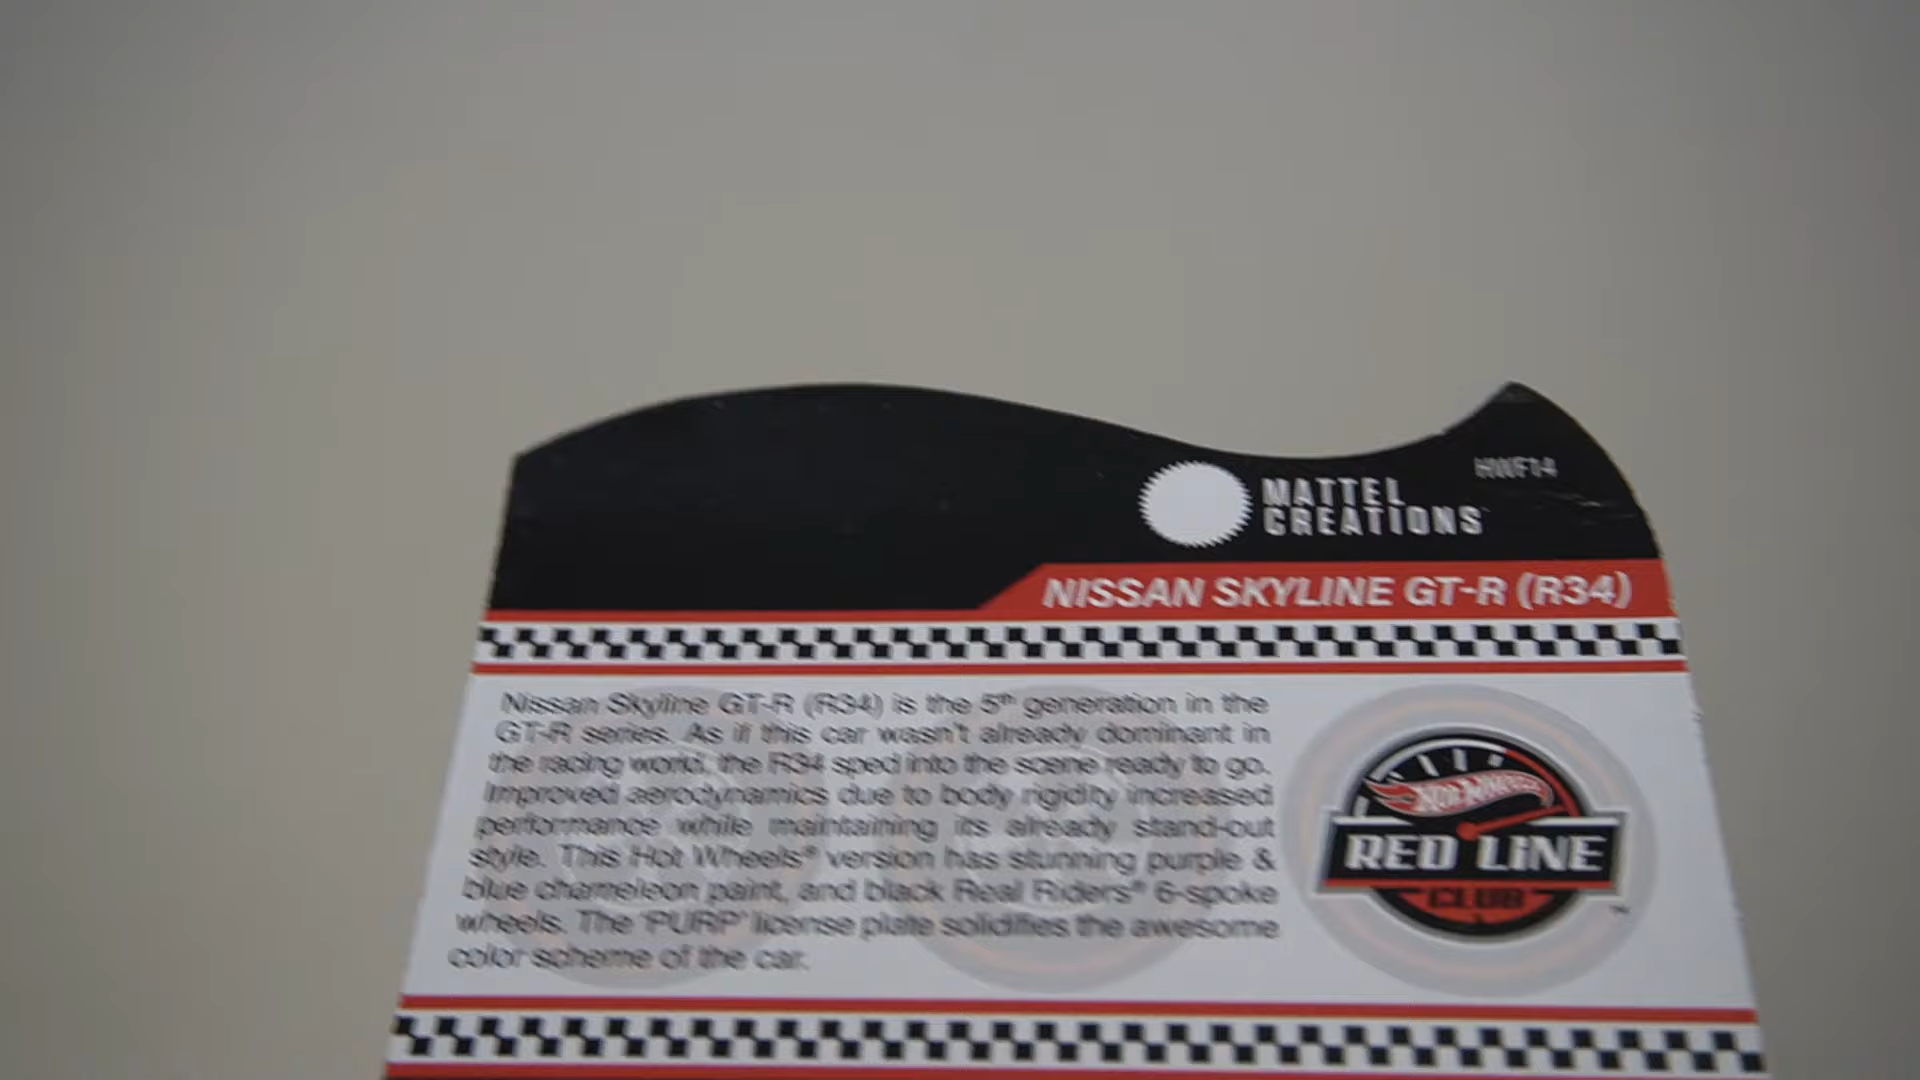 HWF14
MATTEL
CREATIONS
NISSAN SKYLINE GT-R (R34)
Nissan Skyline GT-R (R34) is the 5th generation in the
GT-R series. As if this car wasn't already dominant in
the racing world, the R34 sped into the scene ready to go.
Improved aerodynamics due to body rigidity increased
performance while maintaining its already stand-out
style. This Hot Wheels® version has stunning purple &
blue chameleon paint, and black Real Riders® 6-spoke
wheels. The 'PURP' license plate solidifies the awesome
color scheme of the car.
Hot Wheels
RED LINE
CLUB
™